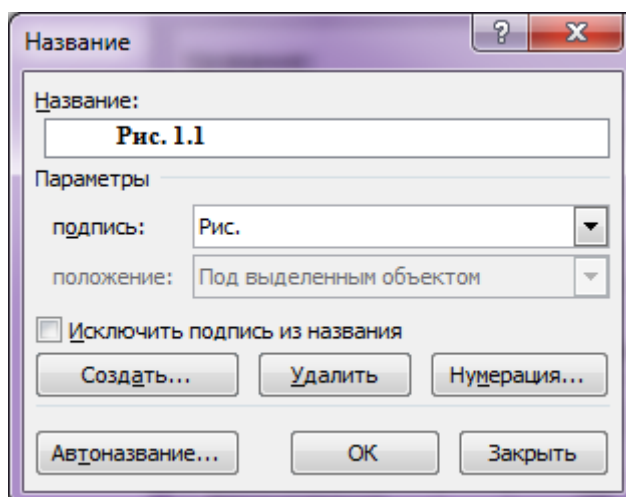 Название
Название:
Рис. 1.1
Параметры
подпись: Рис.
положение: Под выделенным объектом
Исключить подпись из названия
Создать... Удалить Нумерация...
Автоназвание... ОК Закрыть